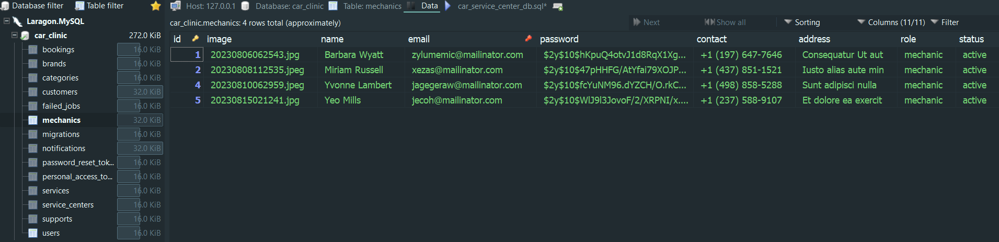 Database filter Table filter
Host: 127.0.0.1 Database: car_clinic Table: mechanics Data car_service_center_db.sql*
Laragon.MySQL
car_clinic 272.0 KiB
bookings 16.0 KiB
brands 16.0 KiB
categories 16.0 KiB
customers 32.0 KiB
failed_jobs 16.0 KiB
mechanics 32.0 KiB
migrations 16.0 KiB
notifications 32.0 KiB
password_reset_tok... 16.0 KiB
personal_access_to... 16.0 KiB
services 16.0 KiB
service_centers 16.0 KiB
supports 16.0 KiB
users 16.0 KiB
car_clinic.mechanics: 4 rows total (approximately) Next Show all Sorting Columns (11/11) Filter
id image name email password contact address role status
1 20230806062543.jpg Barbara Wyatt zylumemic@mailinator.com $2y$10$hKpuQ4otvJ1d8RqX1Xg... +1 (197) 647-7646 Consequatur Ut aut mechanic active
2 20230808112535.jpeg Miriam Russell xezas@mailinator.com $2y$10$47pHHFG/AtYfai79XOJP... +1 (437) 851-1521 Iusto alias aute min mechanic active
4 20230810062959.jpeg Yvonne Lambert jagegeraw@mailinator.com $2y$10$fcYuNM96.dYZCH/O.rkC... +1 (498) 858-5288 Sunt adipisci nulla mechanic active
5 20230815021241.jpg Yeo Mills jecoh@mailinator.com $2y$10$WlJ9l3JovoF/2/XRPNI/x.... +1 (237) 588-9107 Et dolore ea exercit mechanic active